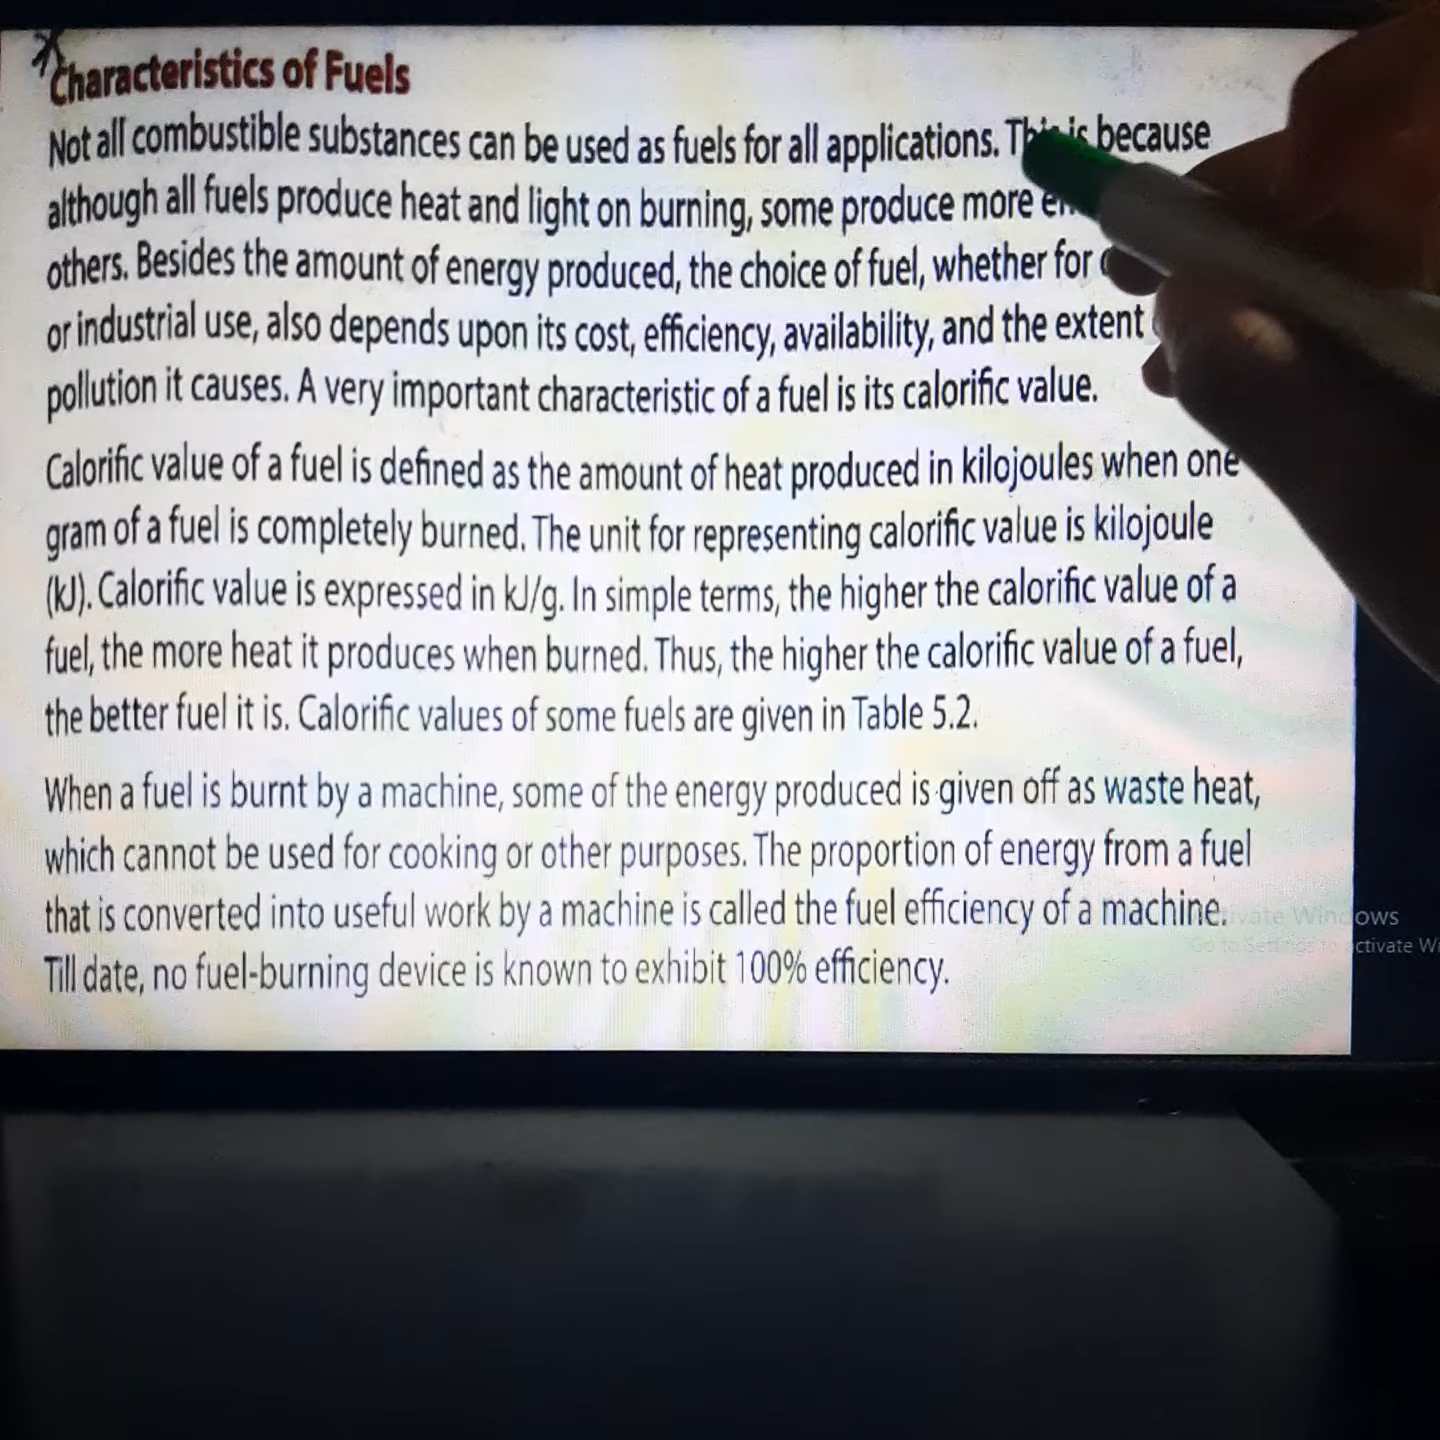 Characteristics of Fuels
Not all combustible substances can be used as fuels for all applications. This is because
although all fuels produce heat and light on burning, some produce more
others. Besides the amount of energy produced, the choice of fuel, whether for
or industrial use, also depends upon its cost, efficiency, availability, and the extent
pollution it causes. A very important characteristic of a fuel is its calorific value.
Calorific value of a fuel is defined as the amount of heat produced in kilojoules when one
gram of a fuel is completely burned. The unit for representing calorific value is kilojoule
(kJ). Calorific value is expressed in kJ/g. In simple terms, the higher the calorific value of a
fuel, the more heat it produces when burned. Thus, the higher the calorific value of a fuel,
the better fuel it is. Calorific values of some fuels are given in Table 5.2.
When a fuel is burnt by a machine, some of the energy produced is given off as waste heat,
which cannot be used for cooking or other purposes. The proportion of energy from a fuel
that is converted into useful work by a machine is called the fuel efficiency of a machine.
Till date, no fuel-burning device is known to exhibit 100% efficiency.
Activate Windows
Go to Settings to activate